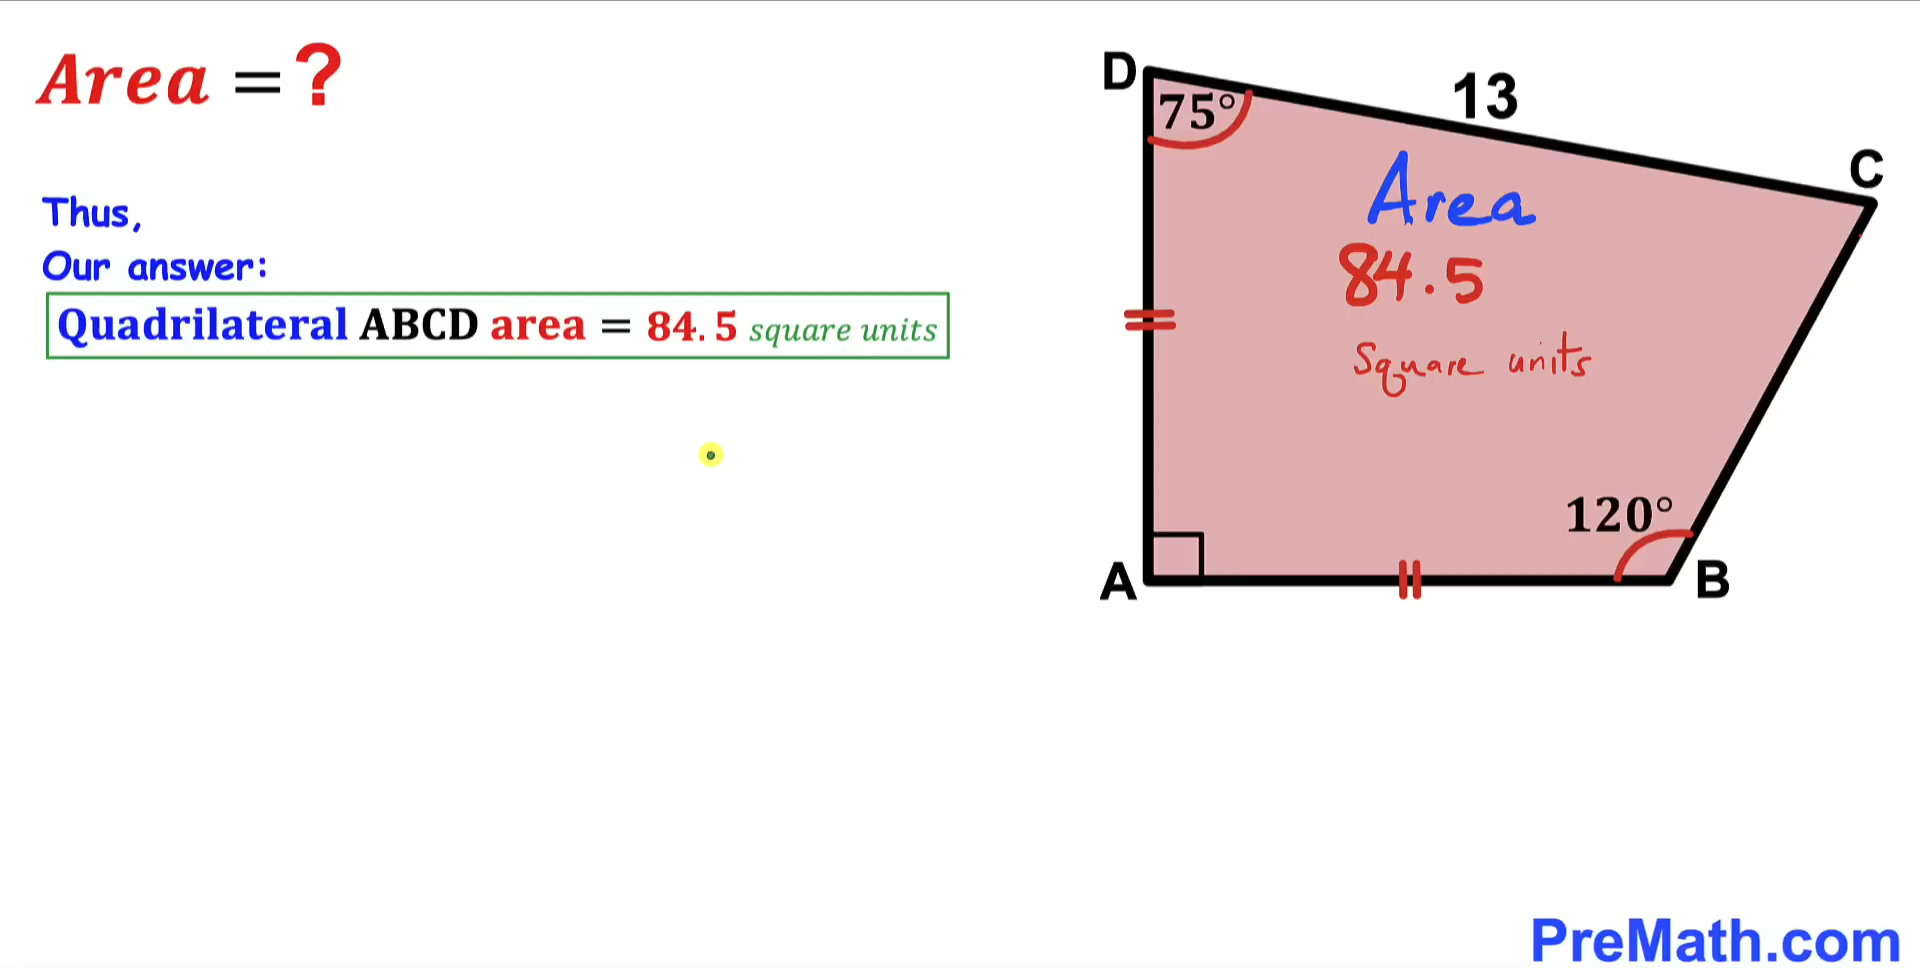 Area = ?
Thus,
Our answer:
Quadrilateral ABCD area = 84.5 square units
D
75°
13
C
Area
84.5
Square units
120°
A
B
PreMath.com